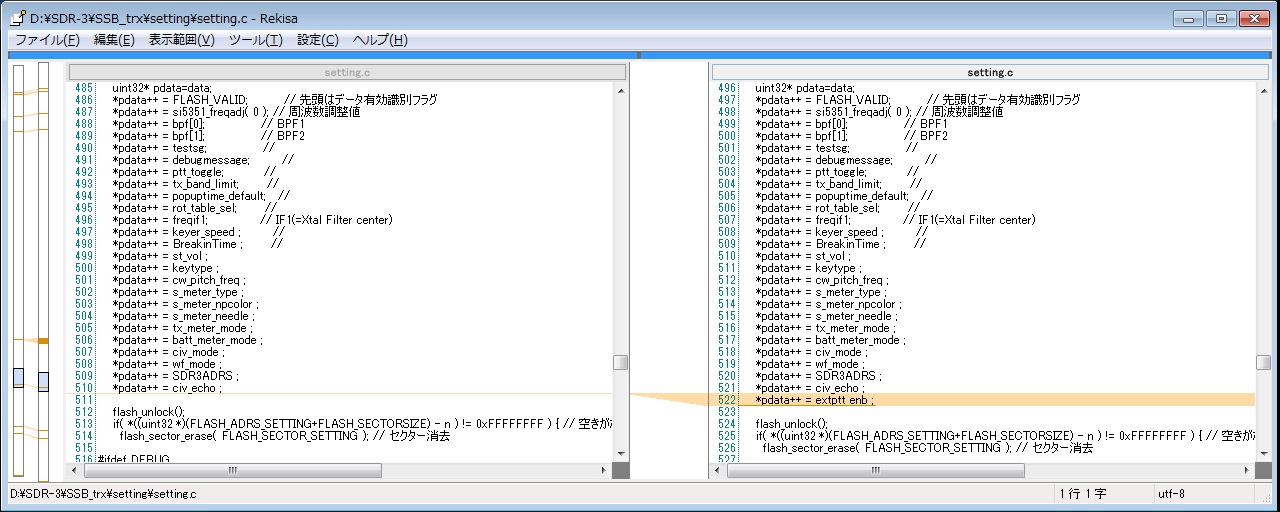 D:¥SDR-3¥SSB_trx¥setting¥setting.c - Rekisa
ファイル(F) 編集(E) 表示範囲(V) ツール(T) 設定(C) ヘルプ(H)
setting.c
485 uint32* pdata=data;
486 *pdata++ = FLASH_VALID; // 先頭はデータ有効識別フラグ
487 *pdata++ = si5351_freqadj( 0 ); // 周波数調整値
488 *pdata++ = bpf[0]; // BPF1
489 *pdata++ = bpf[1]; // BPF2
490 *pdata++ = testsg; //
491 *pdata++ = debugmessage; //
492 *pdata++ = ptt_toggle; //
493 *pdata++ = tx_band_limit; //
494 *pdata++ = popuptime_default; //
495 *pdata++ = rot_table_sel; //
496 *pdata++ = freqif1; // IF1(=Xtal Filter center)
497 *pdata++ = keyer_speed ; //
498 *pdata++ = BreakinTime ; //
499 *pdata++ = st_vol ;
500 *pdata++ = keytype ;
501 *pdata++ = cw_pitch_freq ;
502 *pdata++ = s_meter_type ;
503 *pdata++ = s_meter_npcolor ;
504 *pdata++ = s_meter_needle ;
505 *pdata++ = tx_meter_mode ;
506 *pdata++ = batt_meter_mode ;
507 *pdata++ = civ_mode ;
508 *pdata++ = wf_mode ;
509 *pdata++ = SDR3ADRS ;
510 *pdata++ = civ_echo ;
511
512 flash_unlock();
513 if( *((uint32 *)(FLASH_ADRS_SETTING+FLASH_SECTORSIZE) - n ) != 0xFFFFFFFF ) { // 空きが
514 flash_sector_erase( FLASH_SECTOR_SETTING ); // セクター消去
515
516 #ifdef DEBUG
setting.c
496 uint32* pdata=data;
497 *pdata++ = FLASH_VALID; // 先頭はデータ有効識別フラグ
498 *pdata++ = si5351_freqadj( 0 ); // 周波数調整値
499 *pdata++ = bpf[0]; // BPF1
500 *pdata++ = bpf[1]; // BPF2
501 *pdata++ = testsg; //
502 *pdata++ = debugmessage; //
503 *pdata++ = ptt_toggle; //
504 *pdata++ = tx_band_limit; //
505 *pdata++ = popuptime_default; //
506 *pdata++ = rot_table_sel; //
507 *pdata++ = freqif1; // IF1(=Xtal Filter center)
508 *pdata++ = keyer_speed ; //
509 *pdata++ = BreakinTime ; //
510 *pdata++ = st_vol ;
511 *pdata++ = keytype ;
512 *pdata++ = cw_pitch_freq ;
513 *pdata++ = s_meter_type ;
514 *pdata++ = s_meter_npcolor ;
515 *pdata++ = s_meter_needle ;
516 *pdata++ = tx_meter_mode ;
517 *pdata++ = batt_meter_mode ;
518 *pdata++ = civ_mode ;
519 *pdata++ = wf_mode ;
520 *pdata++ = SDR3ADRS ;
521 *pdata++ = civ_echo ;
522 *pdata++ = extptt_enb ;
523
524 flash_unlock();
525 if( *((uint32 *)(FLASH_ADRS_SETTING+FLASH_SECTORSIZE) - n ) != 0xFFFFFFFF ) { // 空きが
526 flash_sector_erase( FLASH_SECTOR_SETTING ); // セクター消去
527
D:¥SDR-3¥SSB_trx¥setting¥setting.c
1 行 1 字
utf-8